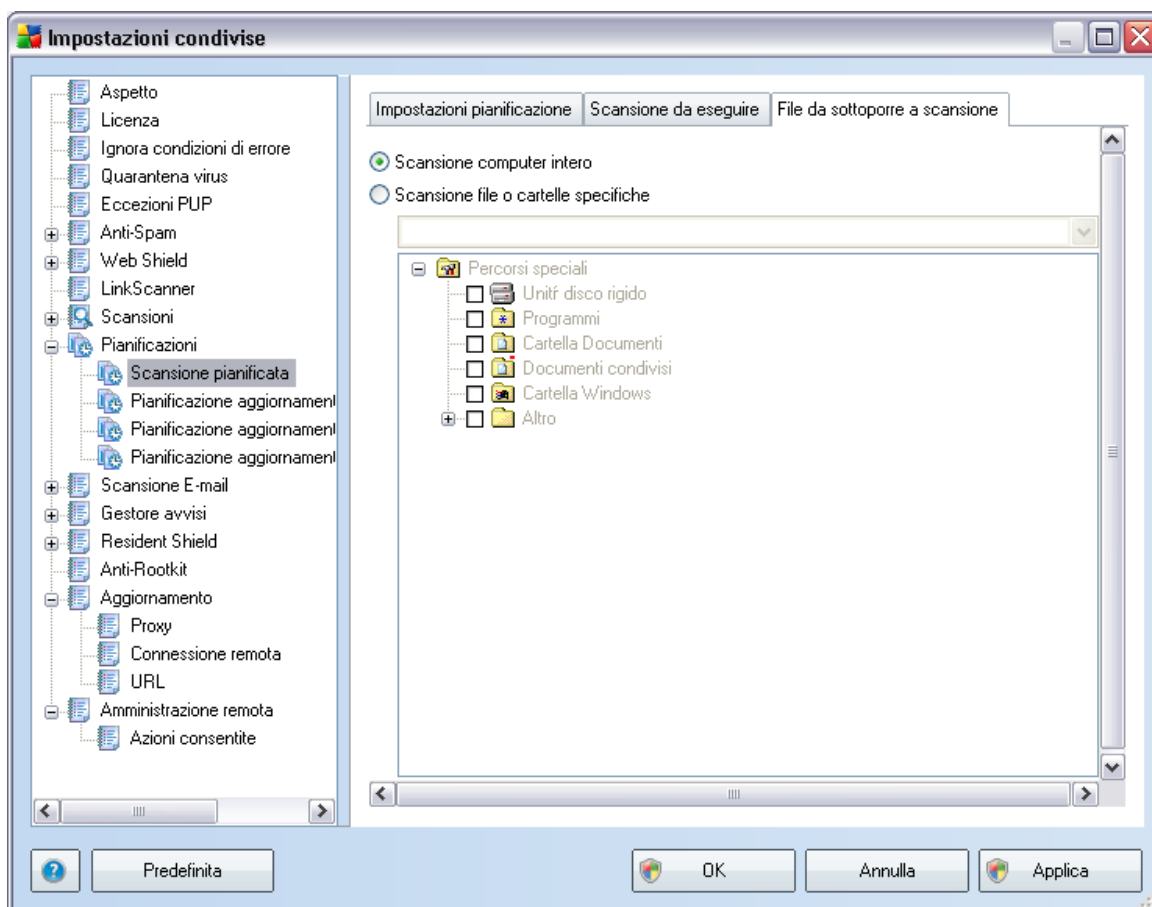 Impostazioni condivise
Aspetto
Licenza
Ignora condizioni di errore
Quarantena virus
Eccezioni PUP
Anti-Spam
Web Shield
LinkScanner
Scansioni
Pianificazioni
Scansione pianificata
Pianificazione aggiornamen
Pianificazione aggiornamen
Pianificazione aggiornamen
Scansione E-mail
Gestore avvisi
Resident Shield
Anti-Rootkit
Aggiornamento
Proxy
Connessione remota
URL
Amministrazione remota
Azioni consentite
Impostazioni pianificazione Scansione da eseguire File da sottoporre a scansione
Scansione computer intero
Scansione file o cartelle specifiche
Percorsi speciali
Unitŕ disco rigido
Programmi
Cartella Documenti
Documenti condivisi
Cartella Windows
Altro
Predefinita OK Annulla Applica